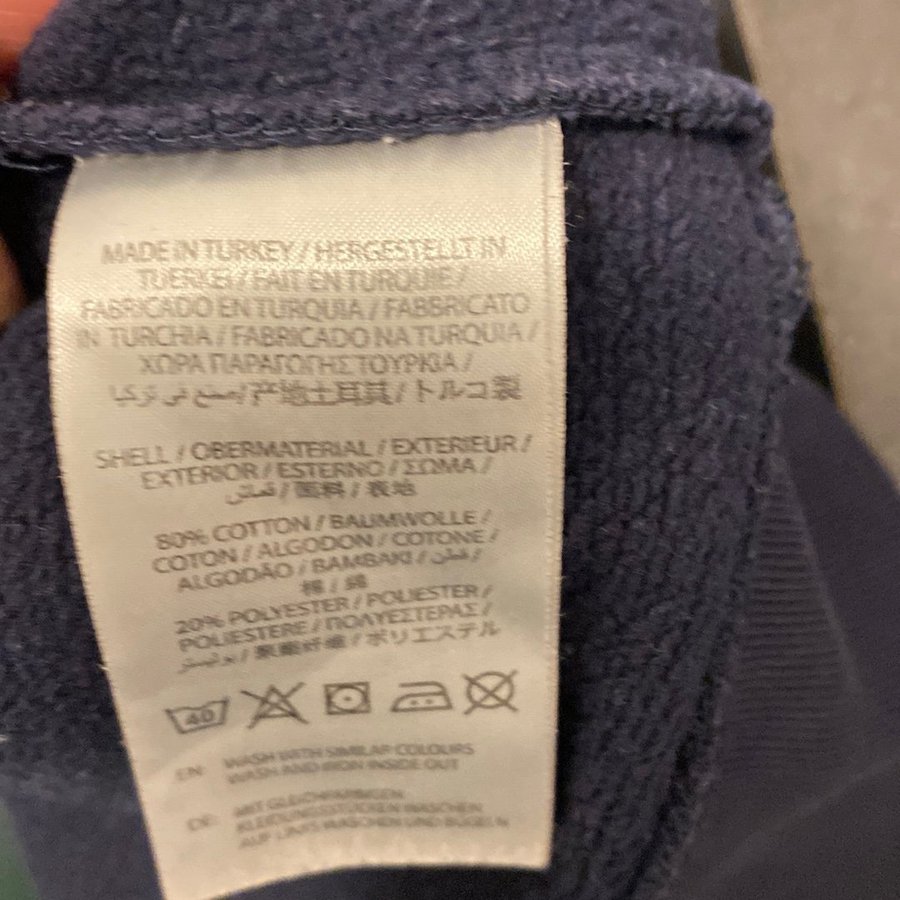 MADE IN TURKEY / HERGESTELLT IN
TUERKEI / FAIT EN TURQUIE /
FABRICADO EN TURQUIA / FABBRICATO
IN TURCHIA / FABRICADO NA TURQUIA /
ΧΩΡΑ ΠΑΡΑΓΩΓΗΣ ΤΟΥΡΚΙΑ /
صنع في تركيا / 产地土耳其 / トルコ製
SHELL / OBERMATERIAL / EXTERIEUR /
EXTERIOR / ESTERNO / ΣΩΜΑ /
قماش / 面料 / 表地
80% COTTON / BAUMWOLLE /
COTON / ALGODON / COTONE /
ALGODÃO / BAMBAKI / قطن /
棉 / 綿
20% POLYESTER / POLIESTER /
POLIESTERE / ΠΟΛΥΕΣΤΕΡΑΣ /
بوليستر / 聚酯纤维 / ポリエステル
40
EN: WASH WITH SIMILAR COLOURS
WASH AND IRON INSIDE OUT
DE: MIT GLEICHFARBIGEN
KLEIDUNGSSTÜCKEN WASCHEN
AUF LINKS WASCHEN UND BÜGELN